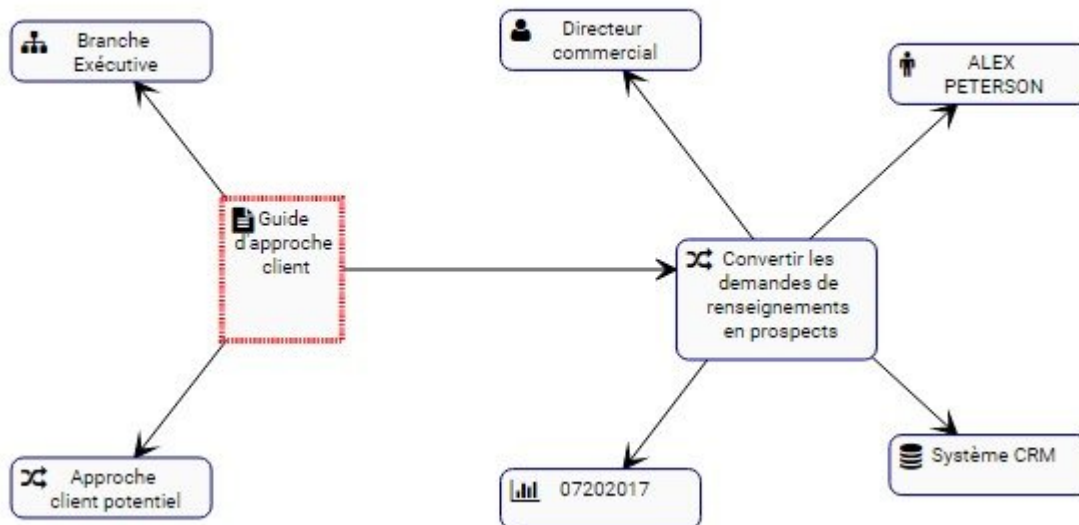 Branche
Exécutive
Directeur
commercial
ALEX
PETERSON
Guide
d'approche
client
Convertir les
demandes de
renseignements
en prospects
Approche
client potentiel
07202017
Système CRM